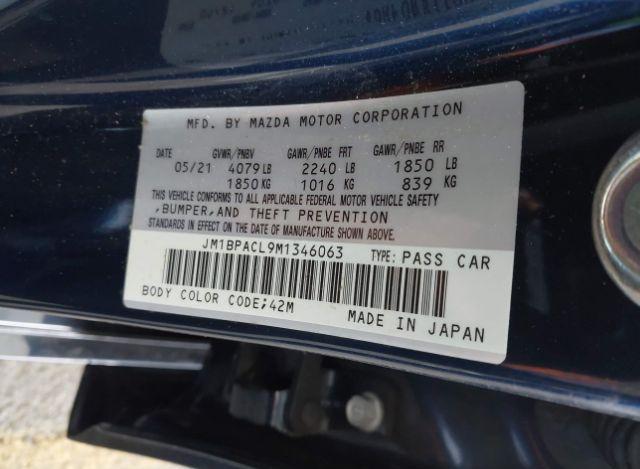 MFD. BY MAZDA MOTOR CORPORATION
GVWR/PNBV GAWR/PNBE FRT GAWR/PNBE RR
05/21 4079 LB 2240 LB 1850 LB
1850 KG 1016 KG 839 KG
THIS VEHICLE CONFORMS TO ALL APPLICABLE FEDERAL MOTOR VEHICLE SAFETY
,BUMPER,AND THEFT PREVENTION
STANDARDS IN EFFECT ON THE DATE OF MANUFACTURE SHOWN ABOVE.
JM1BPACL9M1346063 TYPE: PASS CAR
BODY COLOR CODE;42M
MADE IN JAPAN